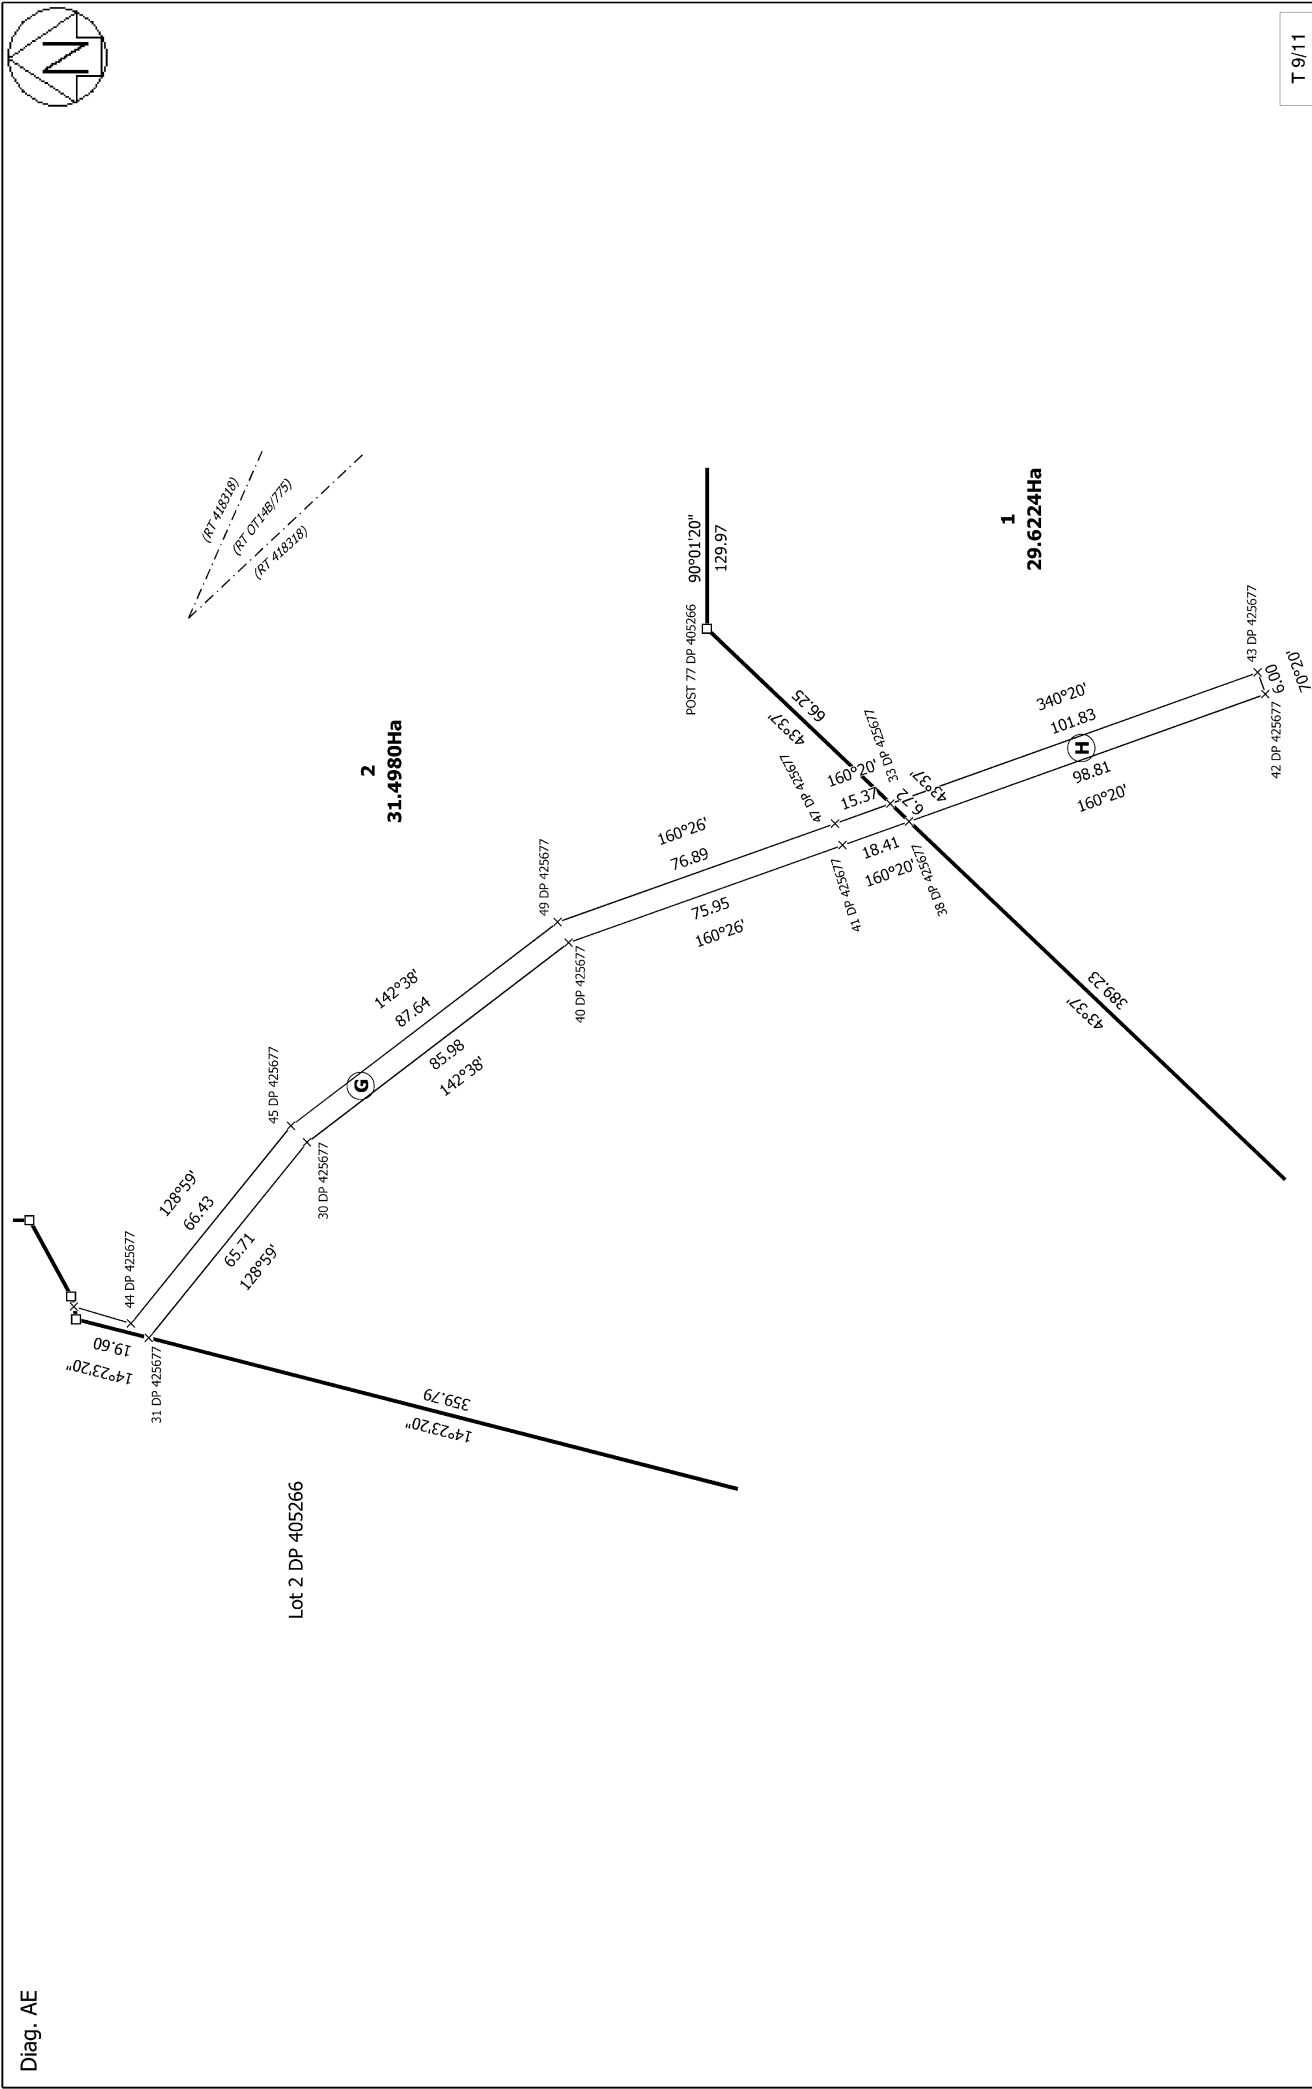 Diag. AE
N
T 9/11
(RT 418318)
(RT OT14B/775)
(RT 418318)
2
31.4980Ha
1
29.6224Ha
Lot 2 DP 405266
44 DP 425677
31 DP 425677
14°23'20"
19.60
14°23'20"
359.79
128°59'
66.43
65.71
128°59'
45 DP 425677
30 DP 425677
G
142°38'
87.64
85.98
142°38'
49 DP 425677
40 DP 425677
160°26'
76.89
75.95
160°26'
47 DP 425677
41 DP 425677
160°20'
15.37
18.41
160°20'
33 DP 425677
38 DP 425677
6.72
43°37'
POST 77 DP 405266
90°01'20"
129.97
66.25
43°37'
389.23
43°37'
340°20'
101.83
H
98.81
160°20'
43 DP 425677
42 DP 425677
6.00
70°20'